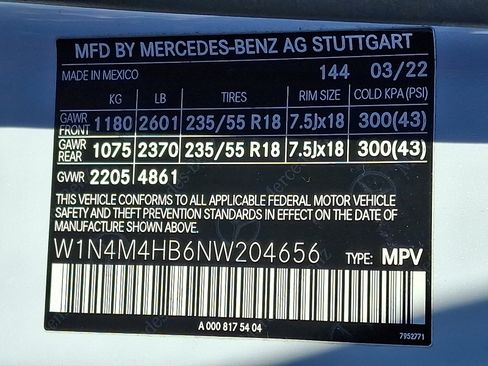 MFD BY MERCEDES-BENZ AG STUTTGART
MADE IN MEXICO 144 03/22
KG LB TIRES RIM SIZE COLD KPA(PSI)
GAWR FRONT 1180 2601 235/55 R18 7.5Jx18 300(43)
GAWR REAR 1075 2370 235/55 R18 7.5Jx18 300(43)
GWR 2205 4861
THIS VEHICLE CONFORMS TO ALL APPLICABLE FEDERAL MOTOR VEHICLE
SAFETY AND THEFT PREVENTION STANDARDS IN EFFECT ON THE DATE
OF MANUFACTURE SHOWN ABOVE.
W1N4M4HB6NW204656 TYPE: MPV
A 000 817 54 04
7952771